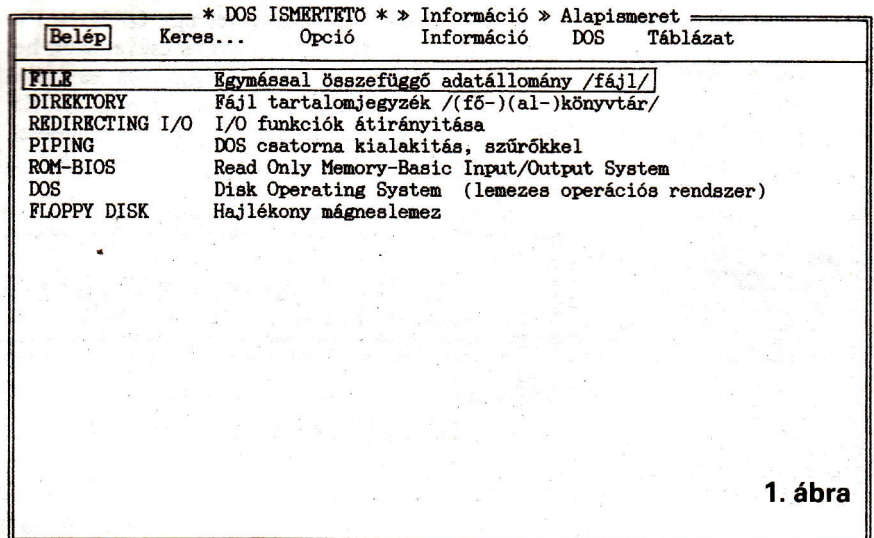 * DOS ISMERTETŐ * » Információ » Alapismeret
Belép Keres... Opció Információ DOS Táblázat
FILE Egymással összefüggő adatállomány /fájl/
DIREKTORY Fájl tartalomjegyzék /(fő-)(al-)könyvtár/
REDIRECTING I/O I/O funkciók átirányitása
PIPING DOS csatorna kialakitás, szűrőkkel
ROM-BIOS Read Only Memory-Basic Input/Output System
DOS Disk Operating System (lemezes operációs rendszer)
FLOPPY DISK Hajlékony mágneslemez
1. ábra